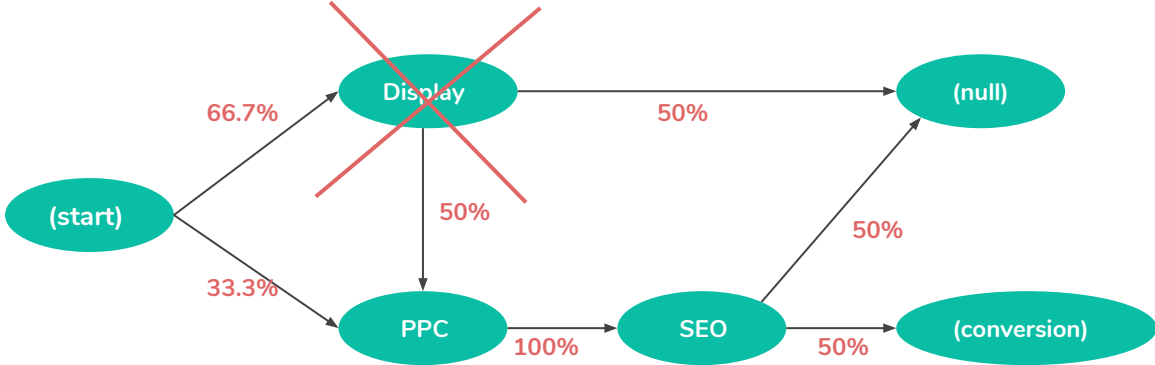 Display
(null)
66.7%
50%
(start)
50%
50%
33.3%
PPC
100%
SEO
50%
(conversion)